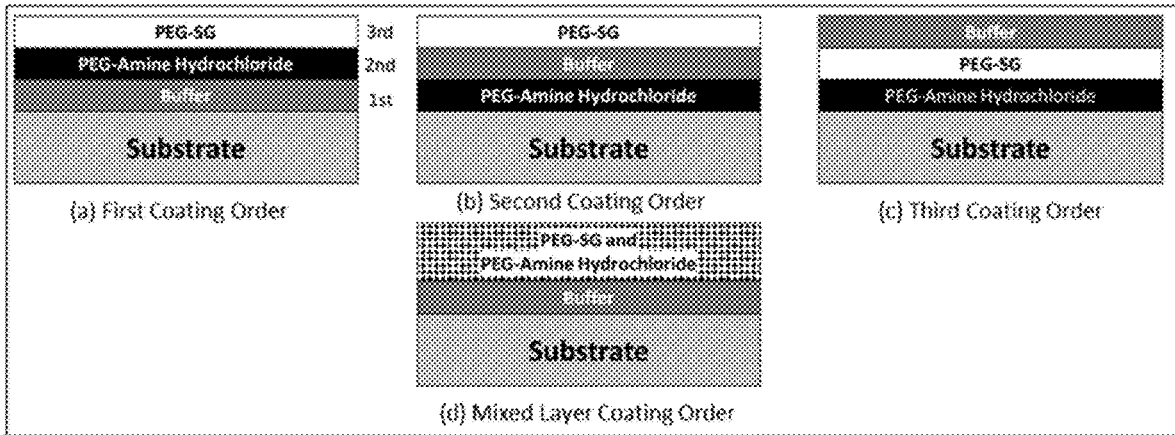 PEG-SG
3rd
PEG-Amine Hydrochloride
2nd
Buffer
1st
Substrate
(a) First Coating Order
PEG-SG
Buffer
PEG-Amine Hydrochloride
Substrate
(b) Second Coating Order
Buffer
PEG-SG
PEG-Amine Hydrochloride
Substrate
(c) Third Coating Order
PEG-SG and
PEG-Amine Hydrochloride
Buffer
Substrate
(d) Mixed Layer Coating Order